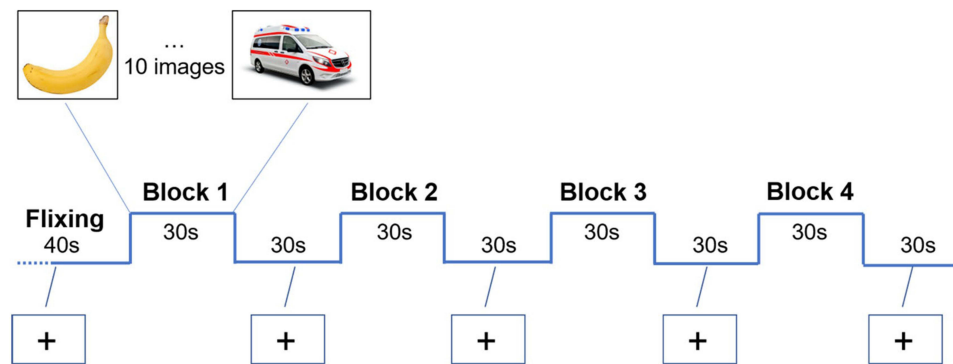 ...
10 images
Block 1
Block 2
Block 3
Block 4
Flixing
40s
30s
30s
30s
30s
30s
30s
30s
30s
+
+
+
+
+